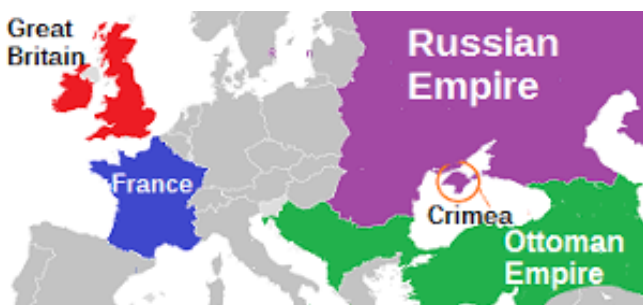 Great
Britain
Russian
Empire
France
Crimea
Ottoman
Empire